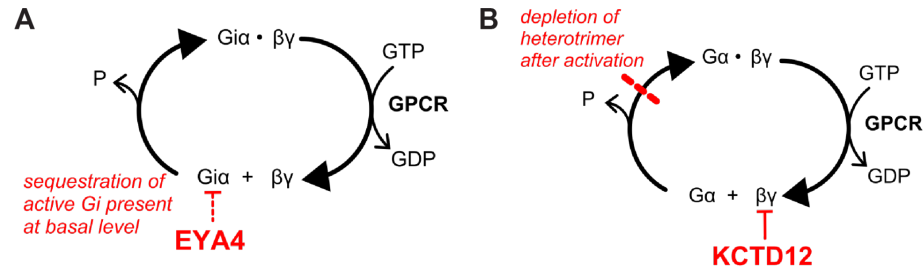 A
Giα • βγ
GTP
P
GPCR
GDP
Giα + βγ
sequestration of
active Gi present
at basal level
EYA4
B
depletion of
heterotrimer
after activation
Gα • βγ
GTP
P
GPCR
GDP
Gα + βγ
KCTD12